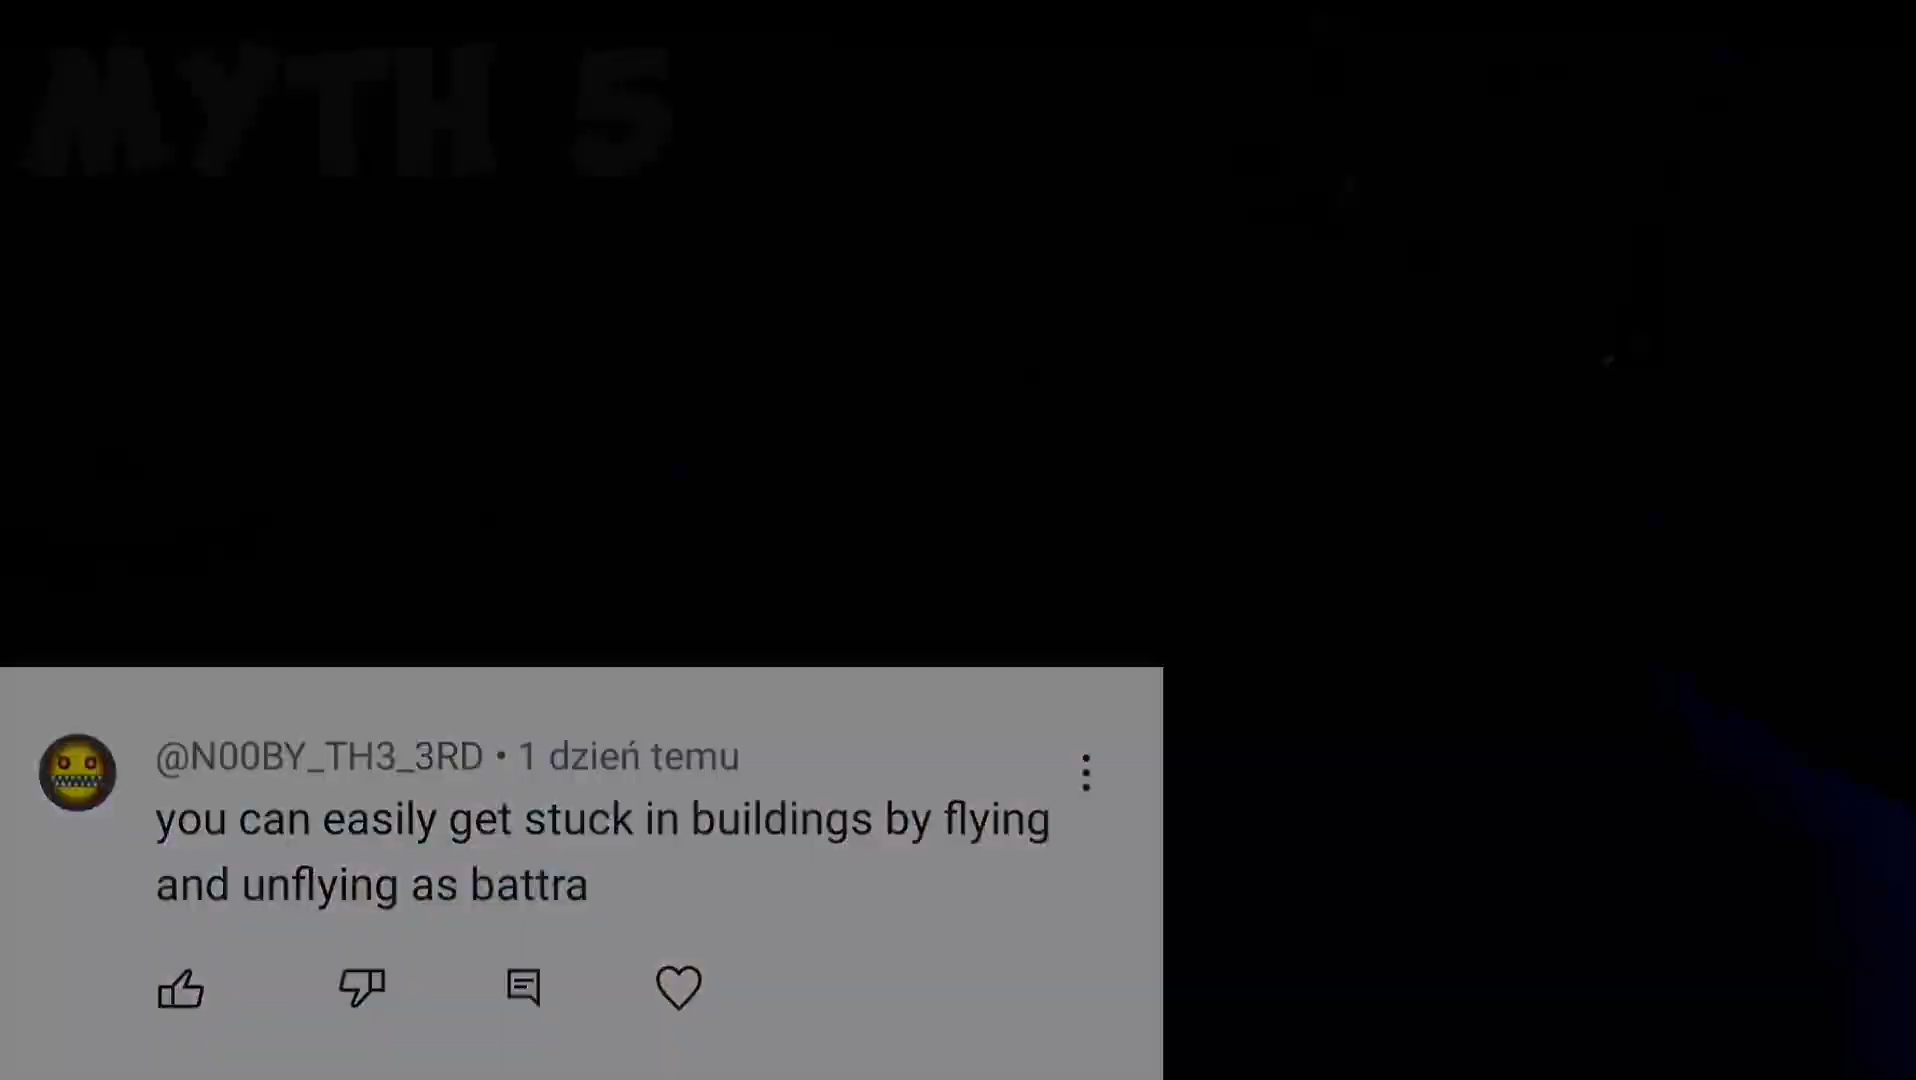 MYTH 5
@N00BY_TH3_3RD • 1 dzień temu
you can easily get stuck in buildings by flying
and unflying as battra